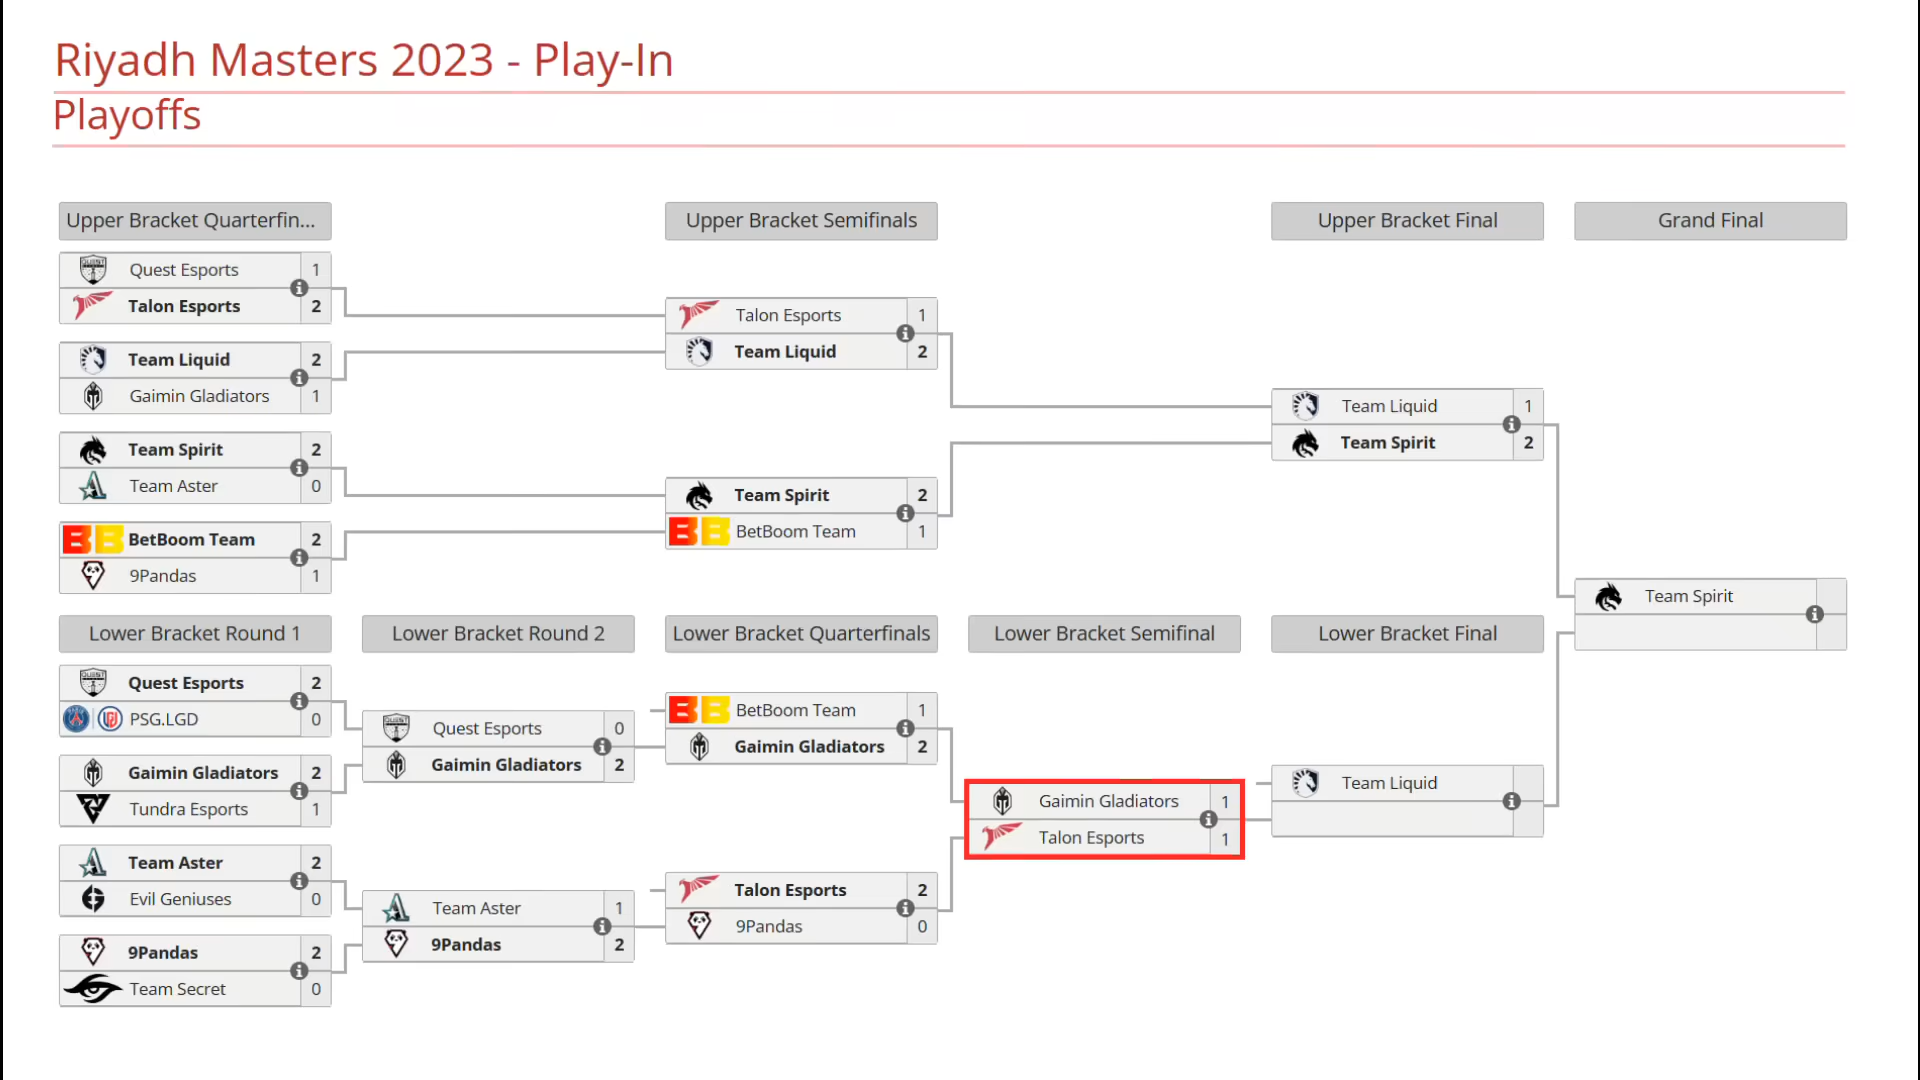 Riyadh Masters 2023 - Play-In
Playoffs
Upper Bracket Quarterfin...
Upper Bracket Semifinals
Upper Bracket Final
Grand Final
Quest Esports 1
Talon Esports 2
Team Liquid 2
Gaimin Gladiators 1
Team Spirit 2
Team Aster 0
BetBoom Team 2
9Pandas 1
Talon Esports 1
Team Liquid 2
Team Spirit 2
BetBoom Team 1
Team Liquid 1
Team Spirit 2
Team Spirit
Lower Bracket Round 1
Lower Bracket Round 2
Lower Bracket Quarterfinals
Lower Bracket Semifinal
Lower Bracket Final
Quest Esports 2
PSG.LGD 0
Gaimin Gladiators 2
Tundra Esports 1
Team Aster 2
Evil Geniuses 0
9Pandas 2
Team Secret 0
Quest Esports 0
Gaimin Gladiators 2
Team Aster 1
9Pandas 2
BetBoom Team 1
Gaimin Gladiators 2
Talon Esports 2
9Pandas 0
Gaimin Gladiators 1
Talon Esports 1
Team Liquid